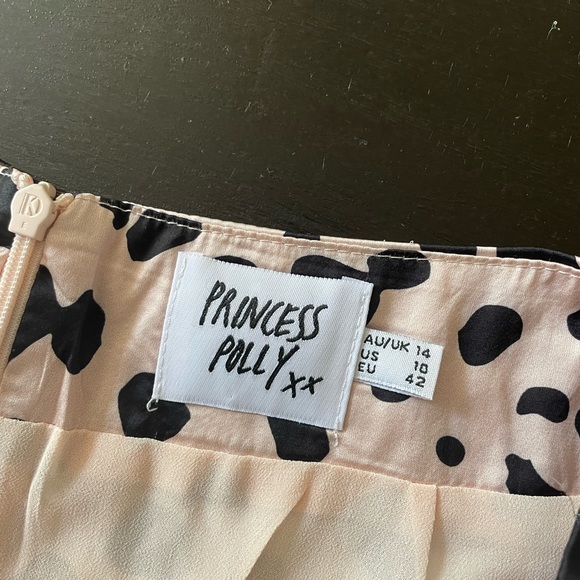 PRINCESS
POLLY xx
AU/UK 14
US 10
EU 42
K